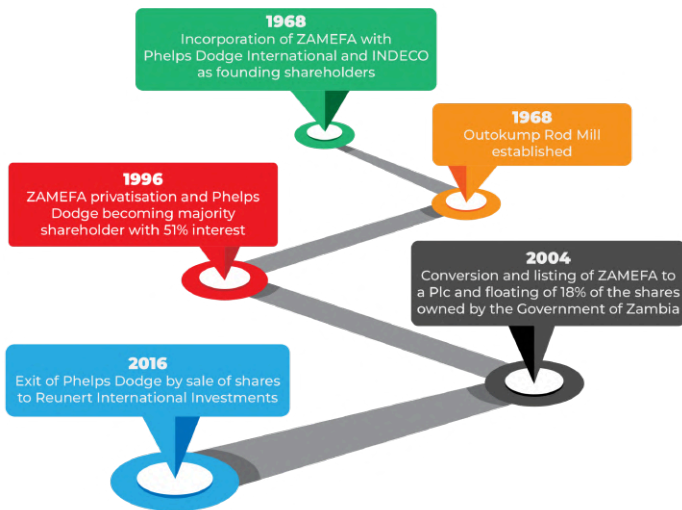 1968
Incorporation of ZAMEFA with
Phelps Dodge International and INDECO
as founding shareholders
1968
Outokump Rod Mill
established
1996
ZAMEFA privatisation and Phelps
Dodge becoming majority
shareholder with 51% interest
2004
Conversion and listing of ZAMEFA to
a Plc and floating of 18% of the shares
owned by the Government of Zambia
2016
Exit of Phelps Dodge by sale of shares
to Reunert International Investments